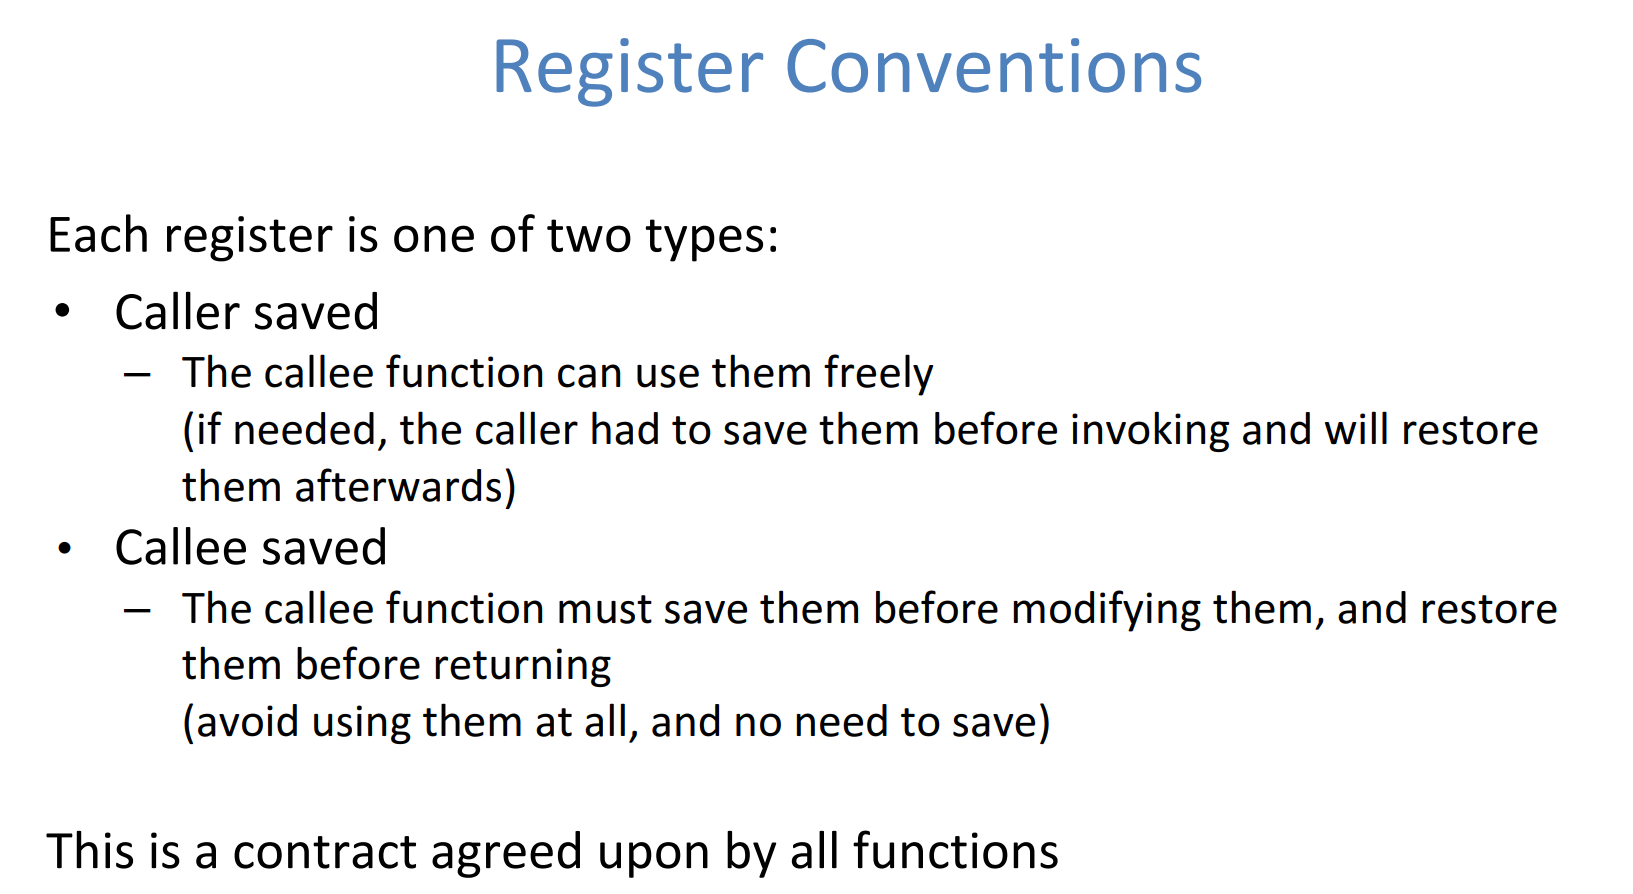 Register Conventions
Each register is one of two types:
• Caller saved
– The callee function can use them freely
(if needed, the caller had to save them before invoking and will restore
them afterwards)
• Callee saved
– The callee function must save them before modifying them, and restore
them before returning
(avoid using them at all, and no need to save)
This is a contract agreed upon by all functions